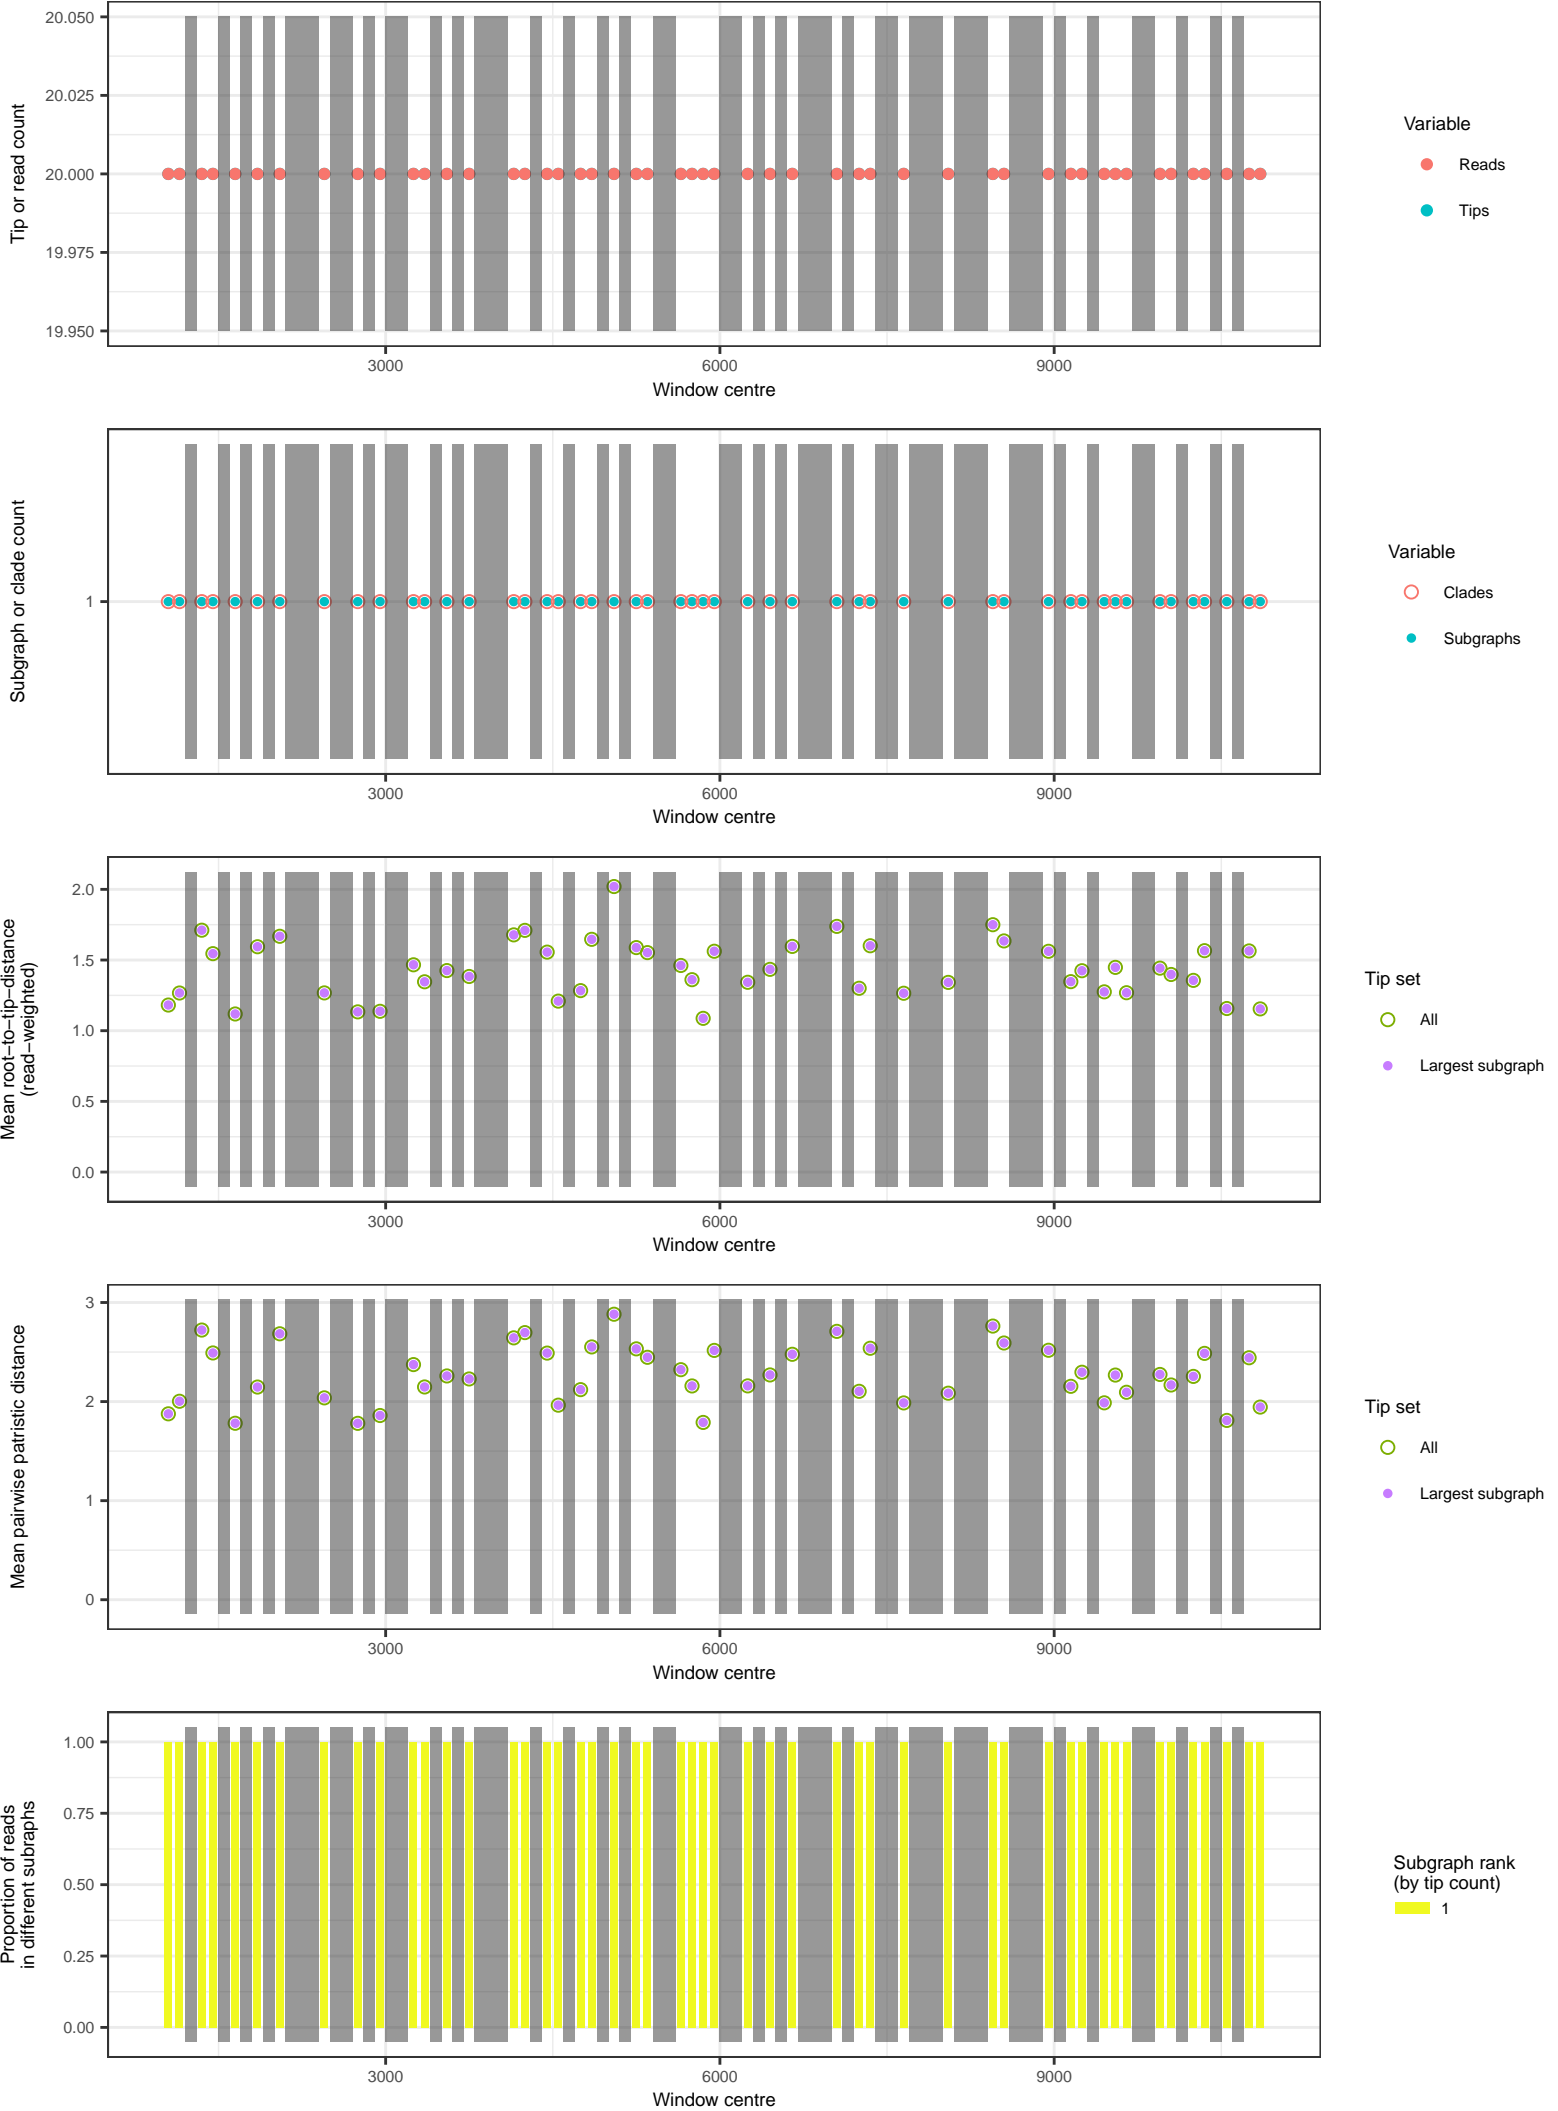 20.050
20.025
20.000
19.975
19.950
Tip or read count
3000
6000
9000
Window centre
Variable
Reads
Tips
1
Subgraph or clade count
3000
6000
9000
Window centre
Variable
Clades
Subgraphs
2.0
1.5
1.0
0.5
0.0
Mean root−to−tip−distance
(read−weighted)
3000
6000
9000
Window centre
Tip set
All
Largest subgraph
3
2
1
0
Mean pairwise patristic distance
3000
6000
9000
Window centre
Tip set
All
Largest subgraph
1.00
0.75
0.50
0.25
0.00
Proportion of reads
in different subraphs
3000
6000
9000
Window centre
Subgraph rank
(by tip count)
1